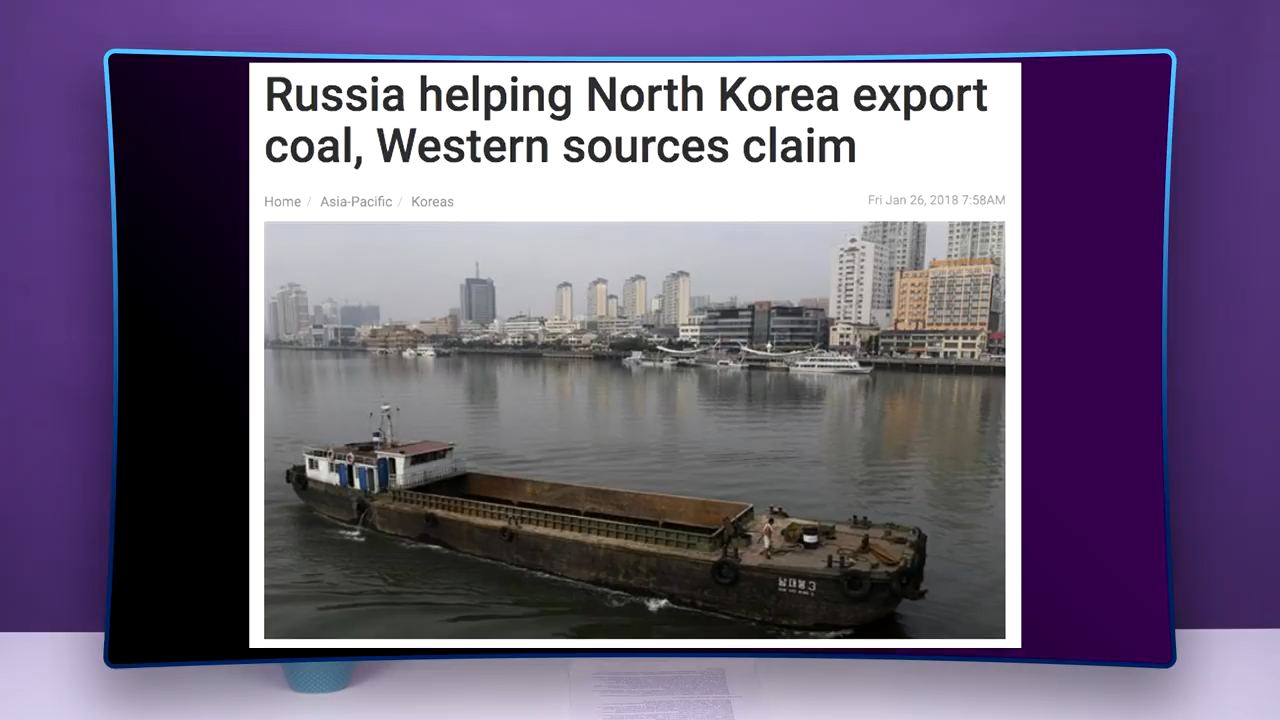 Russia helping North Korea export
coal, Western sources claim
Home / Asia-Pacific / Koreas
Fri Jan 26, 2018 7:58AM